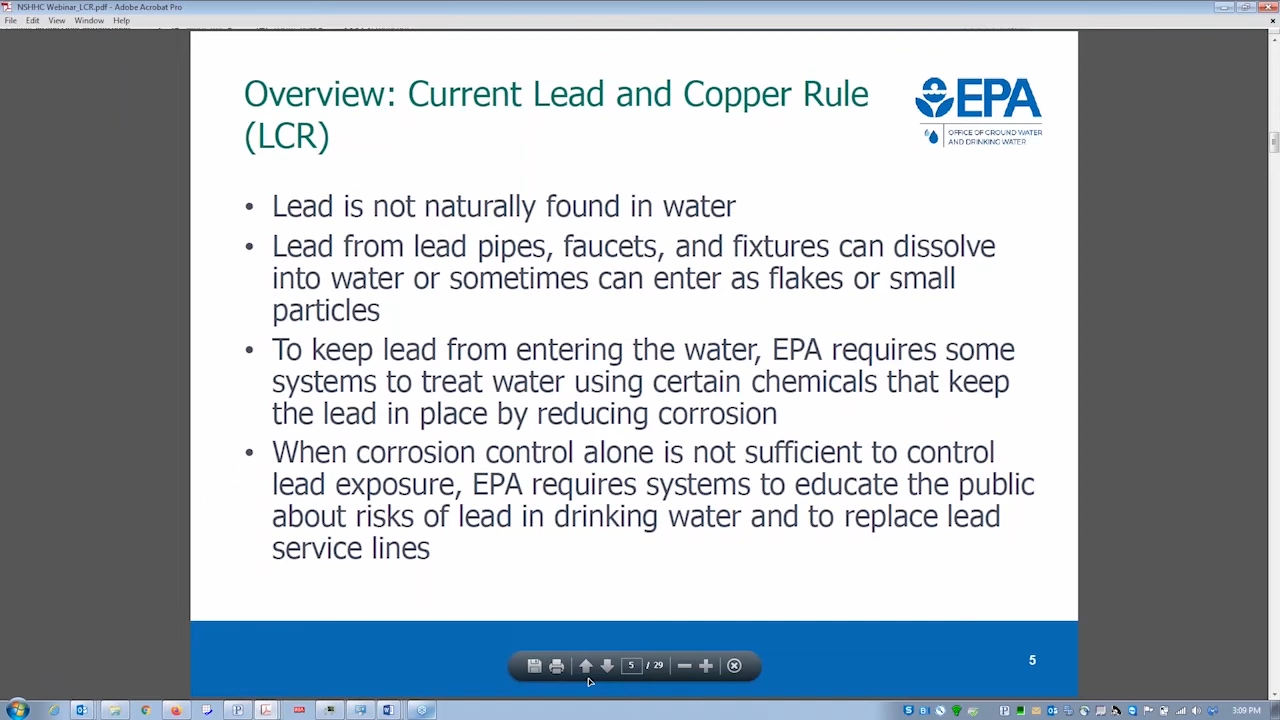 NSHHC Webinar_LCR.pdf - Adobe Acrobat Pro
File Edit View Window Help
Overview: Current Lead and Copper Rule
(LCR)
EPA
OFFICE OF GROUND WATER
AND DRINKING WATER
• Lead is not naturally found in water
• Lead from lead pipes, faucets, and fixtures can dissolve
into water or sometimes can enter as flakes or small
particles
• To keep lead from entering the water, EPA requires some
systems to treat water using certain chemicals that keep
the lead in place by reducing corrosion
• When corrosion control alone is not sufficient to control
lead exposure, EPA requires systems to educate the public
about risks of lead in drinking water and to replace lead
service lines
5
5 / 29
3:09 PM